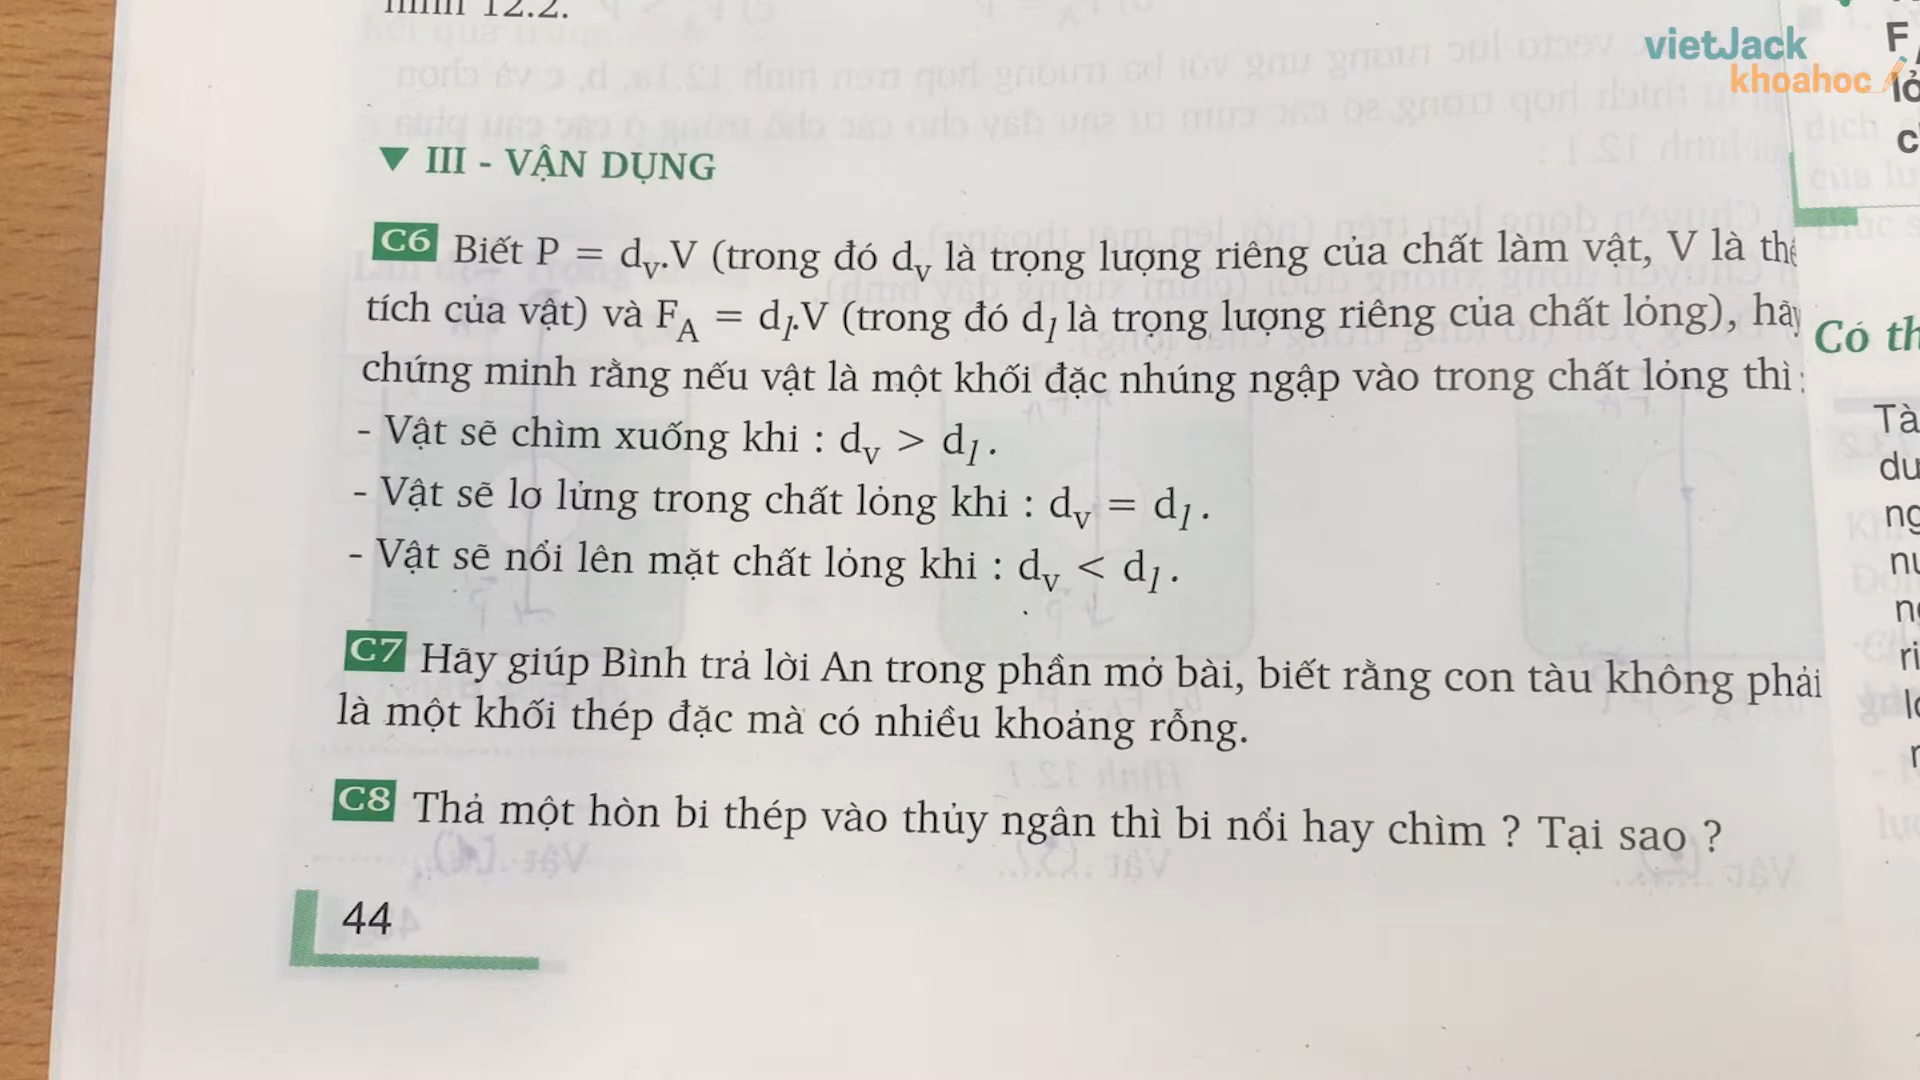 hình 12.2.
vietJack
khoahoc
▼ III - VẬN DỤNG
C6 Biết P = dv.V (trong đó dv là trọng lượng riêng của chất làm vật, V là thể
tích của vật) và FA = dl.V (trong đó dl là trọng lượng riêng của chất lỏng), hãy
chứng minh rằng nếu vật là một khối đặc nhúng ngập vào trong chất lỏng thì :
- Vật sẽ chìm xuống khi : dv > dl.
- Vật sẽ lơ lửng trong chất lỏng khi : dv = dl.
- Vật sẽ nổi lên mặt chất lỏng khi : dv < dl.
C7 Hãy giúp Bình trả lời An trong phần mở bài, biết rằng con tàu không phải
là một khối thép đặc mà có nhiều khoảng rỗng.
C8 Thả một hòn bi thép vào thủy ngân thì bi nổi hay chìm ? Tại sao ?
44
Có th
Tà
du